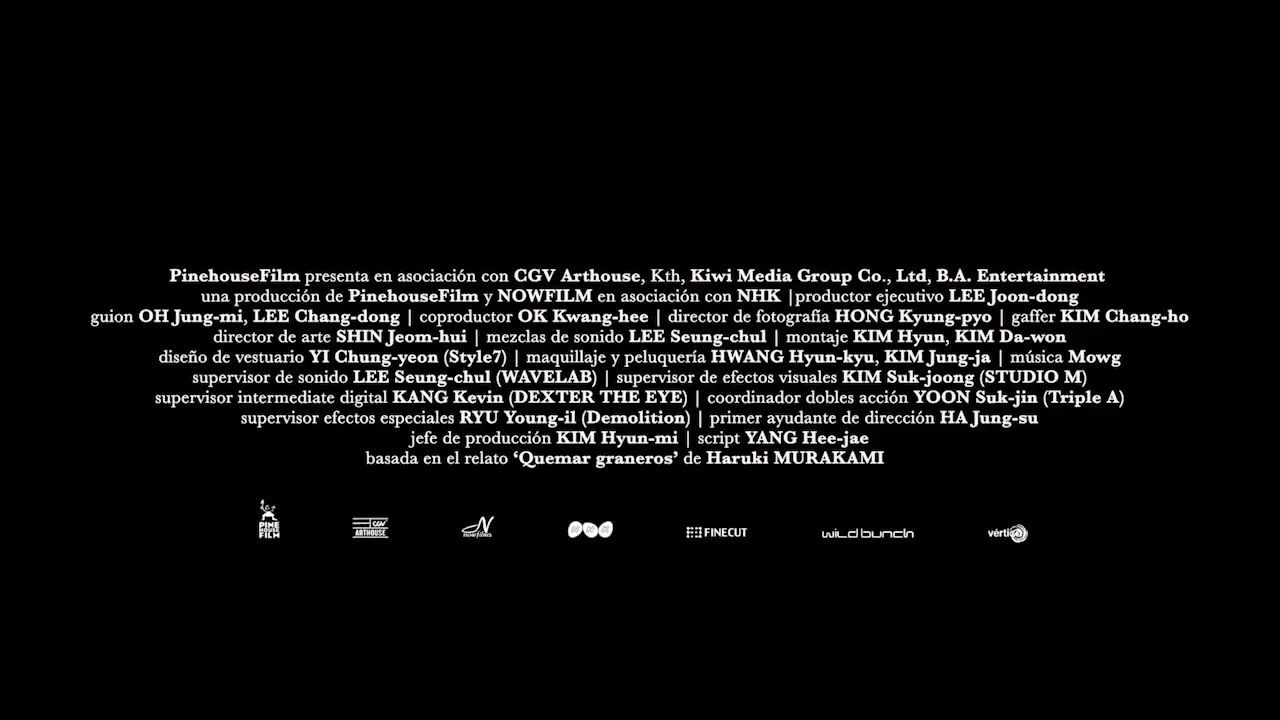 PinehouseFilm presenta en asociación con CGV Arthouse, Kth, Kiwi Media Group Co., Ltd, B.A. Entertainment
una producción de PinehouseFilm y NOWFILM en asociación con NHK |productor ejecutivo LEE Joon-dong
guion OH Jung-mi, LEE Chang-dong | coproductor OK Kwang-hee | director de fotografía HONG Kyung-pyo | gaffer KIM Chang-ho
director de arte SHIN Jeom-hui | mezclas de sonido LEE Seung-chul | montaje KIM Hyun, KIM Da-won
diseño de vestuario YI Chung-yeon (Style7) | maquillaje y peluquería HWANG Hyun-kyu, KIM Jung-ja | música Mowg
supervisor de sonido LEE Seung-chul (WAVELAB) | supervisor de efectos visuales KIM Suk-joong (STUDIO M)
supervisor intermediate digital KANG Kevin (DEXTER THE EYE) | coordinador dobles acción YOON Suk-jin (Triple A)
supervisor efectos especiales RYU Young-il (Demolition) | primer ayudante de dirección HA Jung-su
jefe de producción KIM Hyun-mi | script YANG Hee-jae
basada en el relato ‘Quemar graneros’ de Haruki MURAKAMI
PINE HOUSE FILM CGV ARTHOUSE nowfilms NHK FINECUT wild bunch vértigo